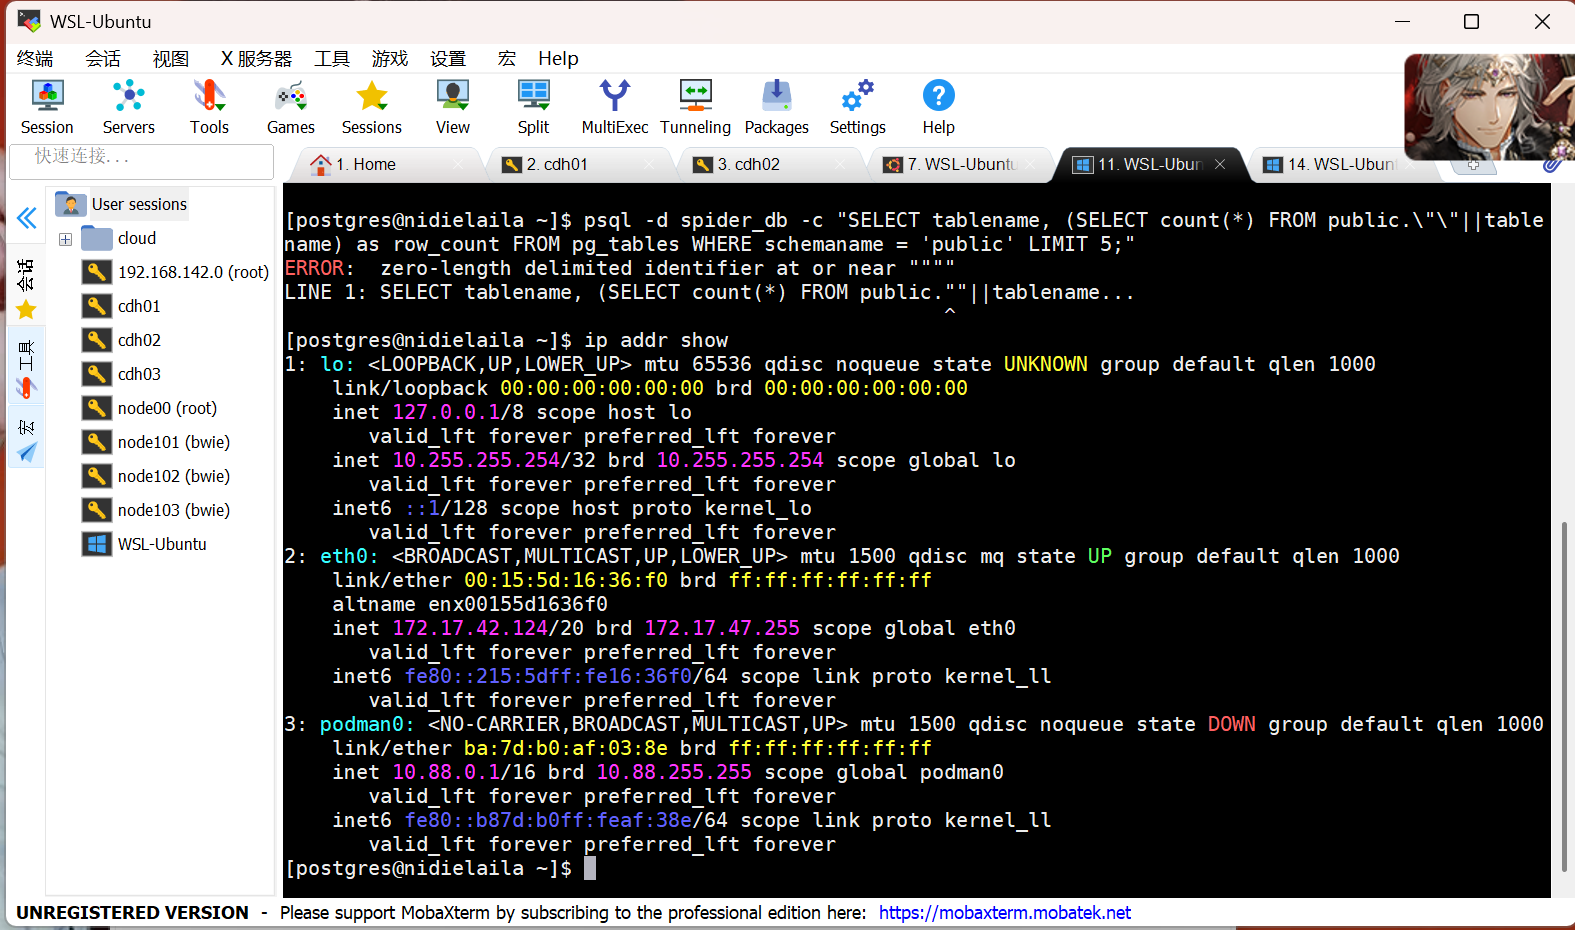 WSL-Ubuntu
终端 会话 视图 X 服务器 工具 游戏 设置 宏 Help
Session Servers Tools Games Sessions View Split MultiExec Tunneling Packages Settings Help
快速连接...
1. Home
2. cdh01
3. cdh02
7. WSL-Ubuntu
11. WSL-Ubun
14. WSL-Ubun
会话
工具
宏
User sessions
cloud
192.168.142.0 (root)
cdh01
cdh02
cdh03
node00 (root)
node101 (bwie)
node102 (bwie)
node103 (bwie)
WSL-Ubuntu
[postgres@nidielaila ~]$ psql -d spider_db -c "SELECT tablename, (SELECT count(*) FROM public.\"\"||table
name) as row_count FROM pg_tables WHERE schemaname = 'public' LIMIT 5;"
ERROR:  zero-length delimited identifier at or near """"
LINE 1: SELECT tablename, (SELECT count(*) FROM public.""||tablename...
^
[postgres@nidielaila ~]$ ip addr show
1: lo: <LOOPBACK,UP,LOWER_UP> mtu 65536 qdisc noqueue state UNKNOWN group default qlen 1000
link/loopback 00:00:00:00:00:00 brd 00:00:00:00:00:00
inet 127.0.0.1/8 scope host lo
valid_lft forever preferred_lft forever
inet 10.255.255.254/32 brd 10.255.255.254 scope global lo
valid_lft forever preferred_lft forever
inet6 ::1/128 scope host proto kernel_lo
valid_lft forever preferred_lft forever
2: eth0: <BROADCAST,MULTICAST,UP,LOWER_UP> mtu 1500 qdisc mq state UP group default qlen 1000
link/ether 00:15:5d:16:36:f0 brd ff:ff:ff:ff:ff:ff
altname enx00155d1636f0
inet 172.17.42.124/20 brd 172.17.47.255 scope global eth0
valid_lft forever preferred_lft forever
inet6 fe80::215:5dff:fe16:36f0/64 scope link proto kernel_ll
valid_lft forever preferred_lft forever
3: podman0: <NO-CARRIER,BROADCAST,MULTICAST,UP> mtu 1500 qdisc noqueue state DOWN group default qlen 1000
link/ether ba:7d:b0:af:03:8e brd ff:ff:ff:ff:ff:ff
inet 10.88.0.1/16 brd 10.88.255.255 scope global podman0
valid_lft forever preferred_lft forever
inet6 fe80::b87d:b0ff:feaf:38e/64 scope link proto kernel_ll
valid_lft forever preferred_lft forever
[postgres@nidielaila ~]$
UNREGISTERED VERSION - Please support MobaXterm by subscribing to the professional edition here: https://mobaxterm.mobatek.net